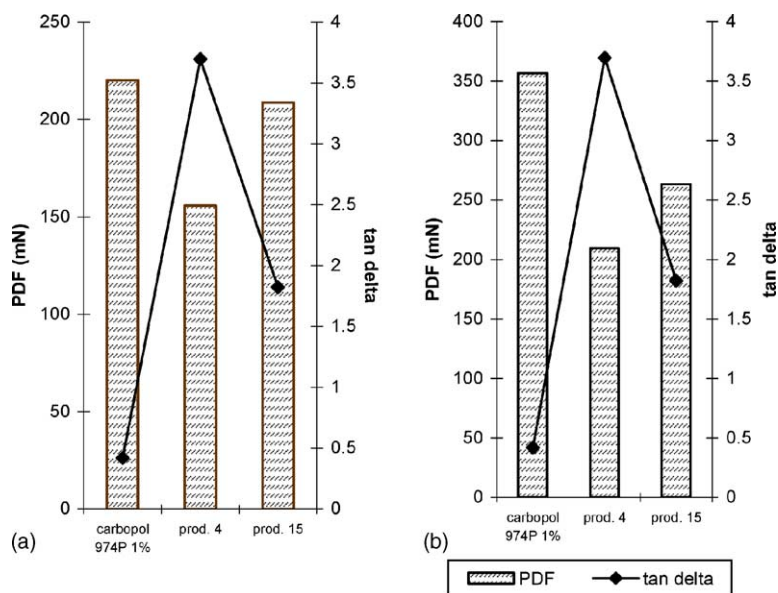 250
200
150
100
50
0
PDF (mN)
4
3.5
3
2.5
2
1.5
1
0.5
0
tan delta
carbopol
974P 1%
prod. 4
prod. 15
(a)
400
350
300
250
200
150
100
50
0
PDF (mN)
4
3.5
3
2.5
2
1.5
1
0.5
0
tan delta
carbopol
974P 1%
prod. 4
prod. 15
(b)
PDF
tan delta